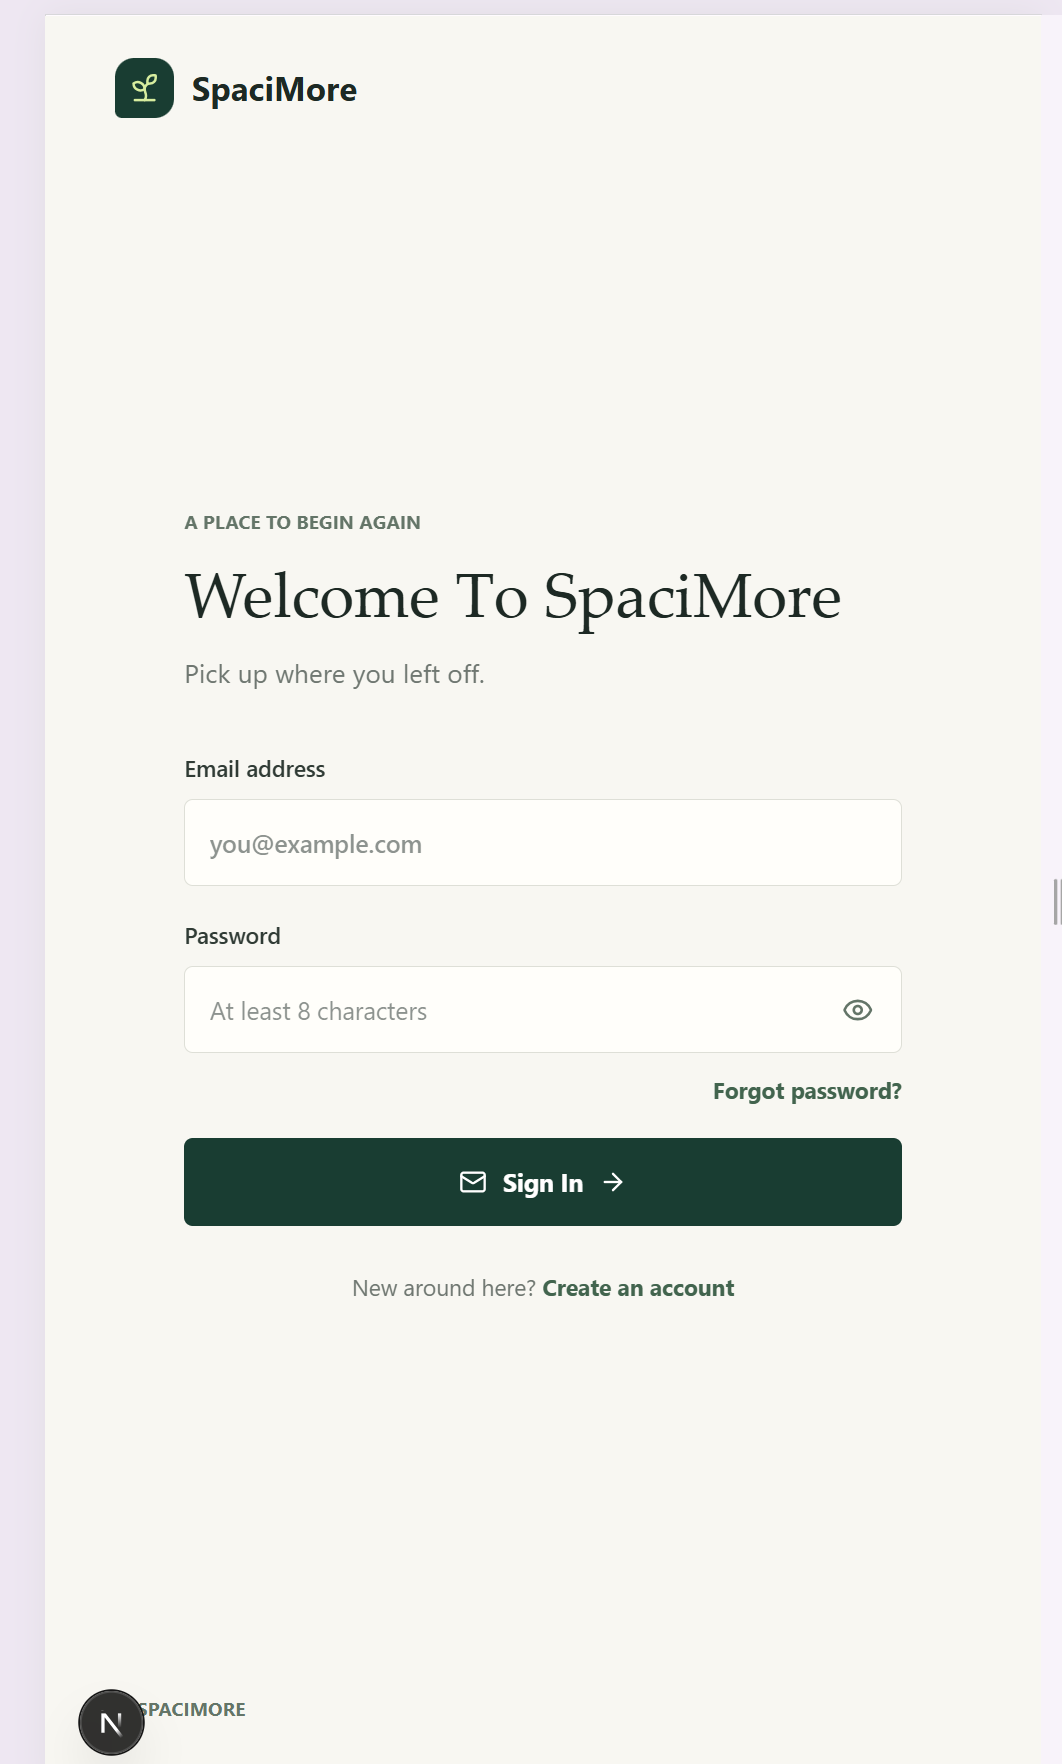 SpaciMore
A PLACE TO BEGIN AGAIN
Welcome To SpaciMore
Pick up where you left off.
Email address
you@example.com
Password
At least 8 characters
Forgot password?
Sign In
New around here? Create an account
SPACIMORE
N